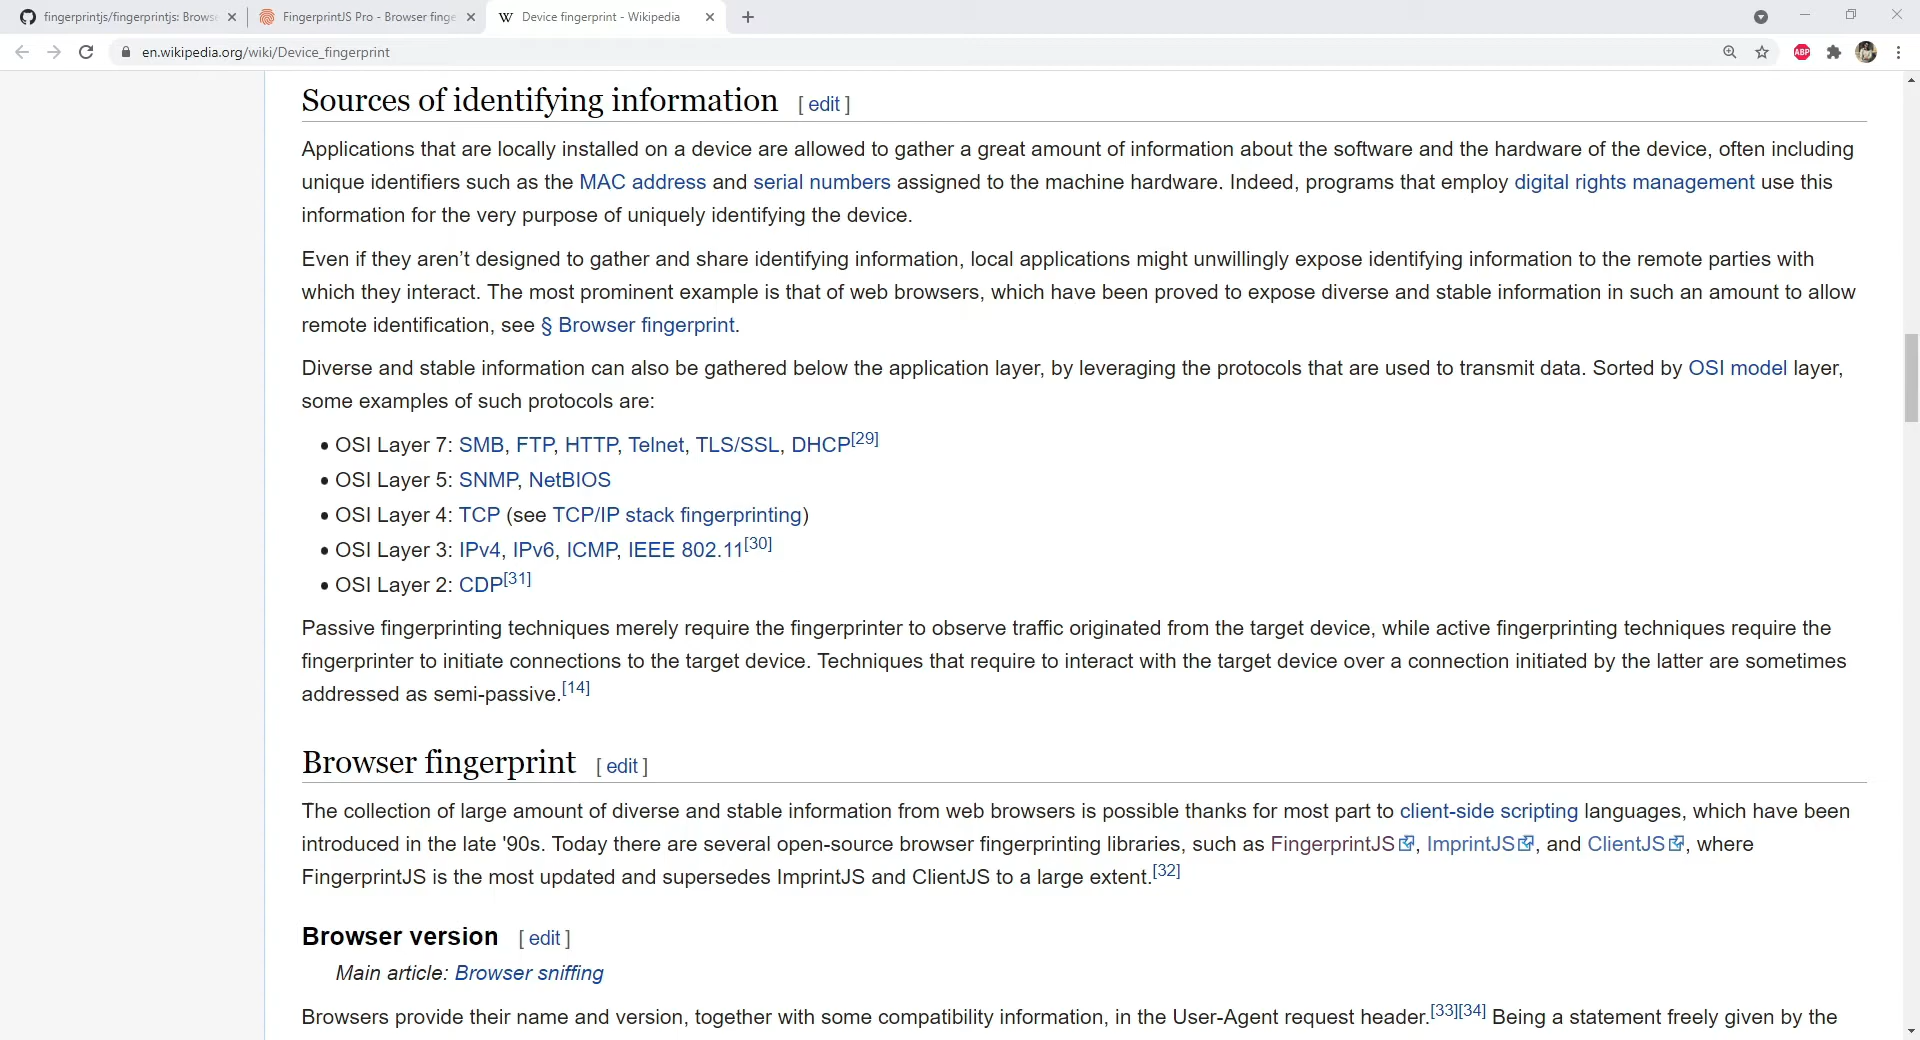 fingerprintjs/fingerprintjs: Browse
FingerprintJS Pro - Browser finge
W Device fingerprint - Wikipedia
en.wikipedia.org/wiki/Device_fingerprint
ABP
Sources of identifying information [ edit ]
Applications that are locally installed on a device are allowed to gather a great amount of information about the software and the hardware of the device, often including
unique identifiers such as the MAC address and serial numbers assigned to the machine hardware. Indeed, programs that employ digital rights management use this
information for the very purpose of uniquely identifying the device.
Even if they aren’t designed to gather and share identifying information, local applications might unwillingly expose identifying information to the remote parties with
which they interact. The most prominent example is that of web browsers, which have been proved to expose diverse and stable information in such an amount to allow
remote identification, see § Browser fingerprint.
Diverse and stable information can also be gathered below the application layer, by leveraging the protocols that are used to transmit data. Sorted by OSI model layer,
some examples of such protocols are:
• OSI Layer 7: SMB, FTP, HTTP, Telnet, TLS/SSL, DHCP[29]
• OSI Layer 5: SNMP, NetBIOS
• OSI Layer 4: TCP (see TCP/IP stack fingerprinting)
• OSI Layer 3: IPv4, IPv6, ICMP, IEEE 802.11[30]
• OSI Layer 2: CDP[31]
Passive fingerprinting techniques merely require the fingerprinter to observe traffic originated from the target device, while active fingerprinting techniques require the
fingerprinter to initiate connections to the target device. Techniques that require to interact with the target device over a connection initiated by the latter are sometimes
addressed as semi-passive.[14]
Browser fingerprint [ edit ]
The collection of large amount of diverse and stable information from web browsers is possible thanks for most part to client-side scripting languages, which have been
introduced in the late '90s. Today there are several open-source browser fingerprinting libraries, such as FingerprintJS, ImprintJS, and ClientJS, where
FingerprintJS is the most updated and supersedes ImprintJS and ClientJS to a large extent.[32]
Browser version [ edit ]
Main article: Browser sniffing
Browsers provide their name and version, together with some compatibility information, in the User-Agent request header.[33][34] Being a statement freely given by the